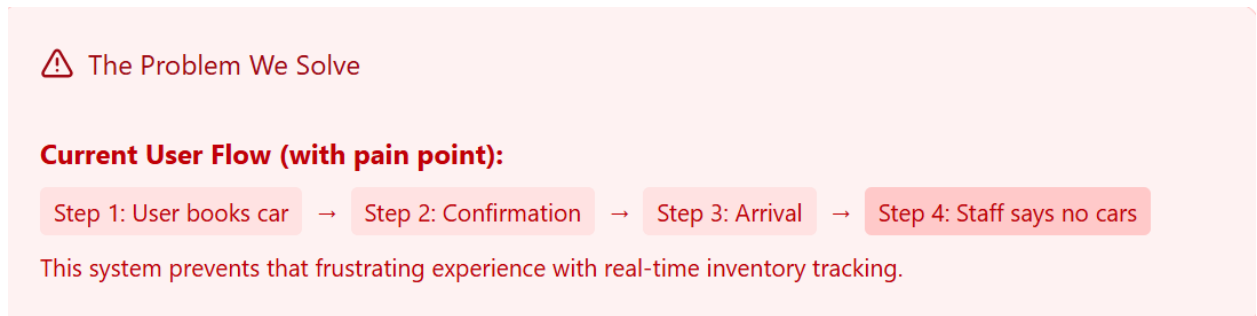 The Problem We Solve
Current User Flow (with pain point):
Step 1: User books car → Step 2: Confirmation → Step 3: Arrival → Step 4: Staff says no cars
This system prevents that frustrating experience with real-time inventory tracking.